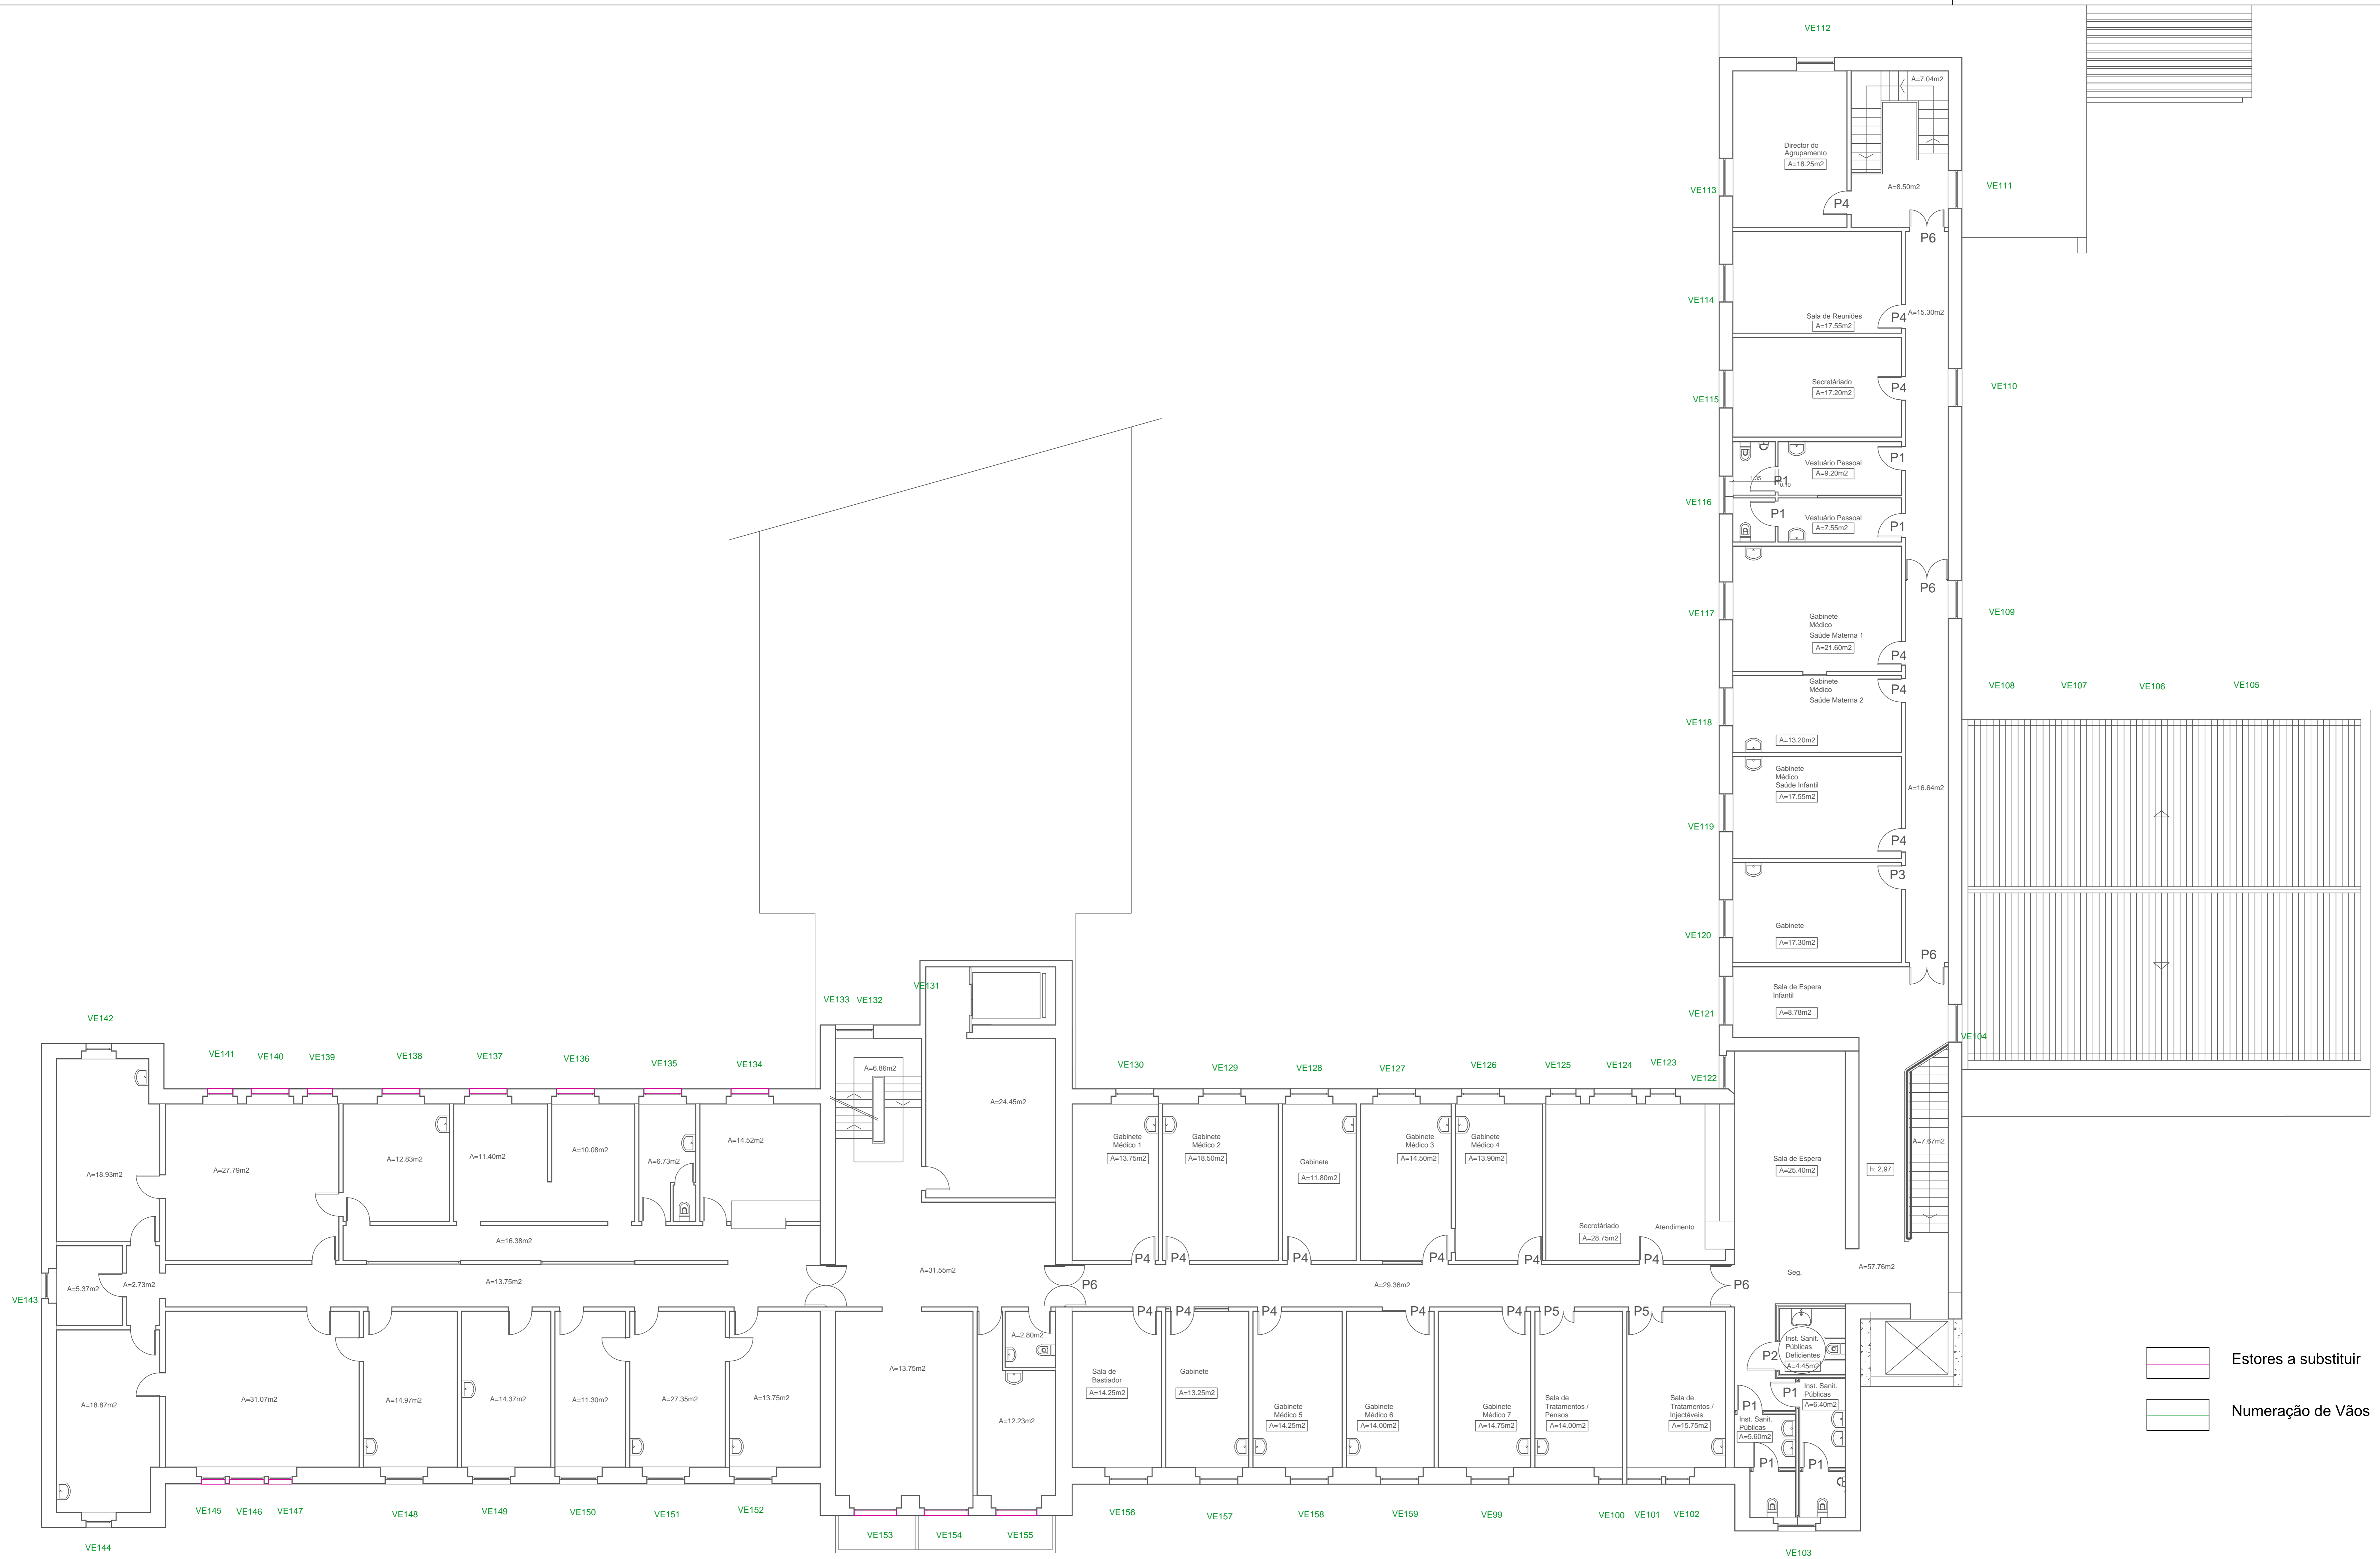 VE112
A=7.04m2
Director do
Agrupamento
A=18.25m2
VE113
A=8.50m2
VE111
P4
P6
VE114
Sala de Reuniões
A=17.55m2
P4
A=15.30m2
Secretáriado
A=17.20m2
P4
VE110
VE115
Vestuário Pessoal
A=9.20m2
P1
1.35
P1
0.10
VE116
P1
Vestuário Pessoal
A=7.55m2
P1
P6
VE117
Gabinete
Médico
Saúde Materna 1
A=21.60m2
P4
VE109
Gabinete
Médico
Saúde Materna 2
P4
VE108
VE107
VE106
VE105
VE118
A=13.20m2
Gabinete
Médico
Saúde Infantil
A=17.55m2
A=16.64m2
VE119
P4
P3
Gabinete
A=17.30m2
VE120
P6
Sala de Espera
Infantil
A=8.78m2
VE121
VE104
VE142
VE141
VE140
VE139
VE138
VE137
VE136
VE135
VE134
VE133
VE132
VE131
VE130
VE129
VE128
VE127
VE126
VE125
VE124
VE123
VE122
A=6.86m2
A=24.45m2
A=18.93m2
A=27.79m2
A=12.83m2
A=11.40m2
A=10.08m2
A=6.73m2
A=14.52m2
Gabinete
Médico 1
A=13.75m2
Gabinete
Médico 2
A=18.50m2
Gabinete
A=11.80m2
Gabinete
Médico 3
A=14.50m2
Gabinete
Médico 4
A=13.90m2
Secretáriado
A=28.75m2
Atendimento
Sala de Espera
A=25.40m2
h: 2,97
A=7.67m2
A=16.38m2
P4
P4
P4
P4
P4
P4
A=5.37m2
A=2.73m2
A=13.75m2
A=31.55m2
P6
A=29.36m2
P6
Seg.
A=57.76m2
VE143
P4
P4
P4
P4
P4
P5
P5
A=18.87m2
A=31.07m2
A=14.97m2
A=14.37m2
A=11.30m2
A=27.35m2
A=13.75m2
A=13.75m2
A=2.80m2
A=12.23m2
Sala de
Bastiador
A=14.25m2
Gabinete
A=13.25m2
Gabinete
Médico 5
A=14.25m2
Gabinete
Médico 6
A=14.00m2
Gabinete
Médico 7
A=14.75m2
Sala de
Tratamentos /
Pensos
A=14.00m2
Sala de
Tratamentos /
Injectáveis
A=15.75m2
P2
Inst. Sanit.
Públicas
Deficientes
A=4.45m2
P1
Inst. Sanit.
Públicas
A=6.40m2
P1
Inst. Sanit.
Públicas
A=5.60m2
P1
P1
Estores a substituir
Numeração de Vãos
VE144
VE145
VE146
VE147
VE148
VE149
VE150
VE151
VE152
VE153
VE154
VE155
VE156
VE157
VE158
VE159
VE99
VE100
VE101
VE102
VE103